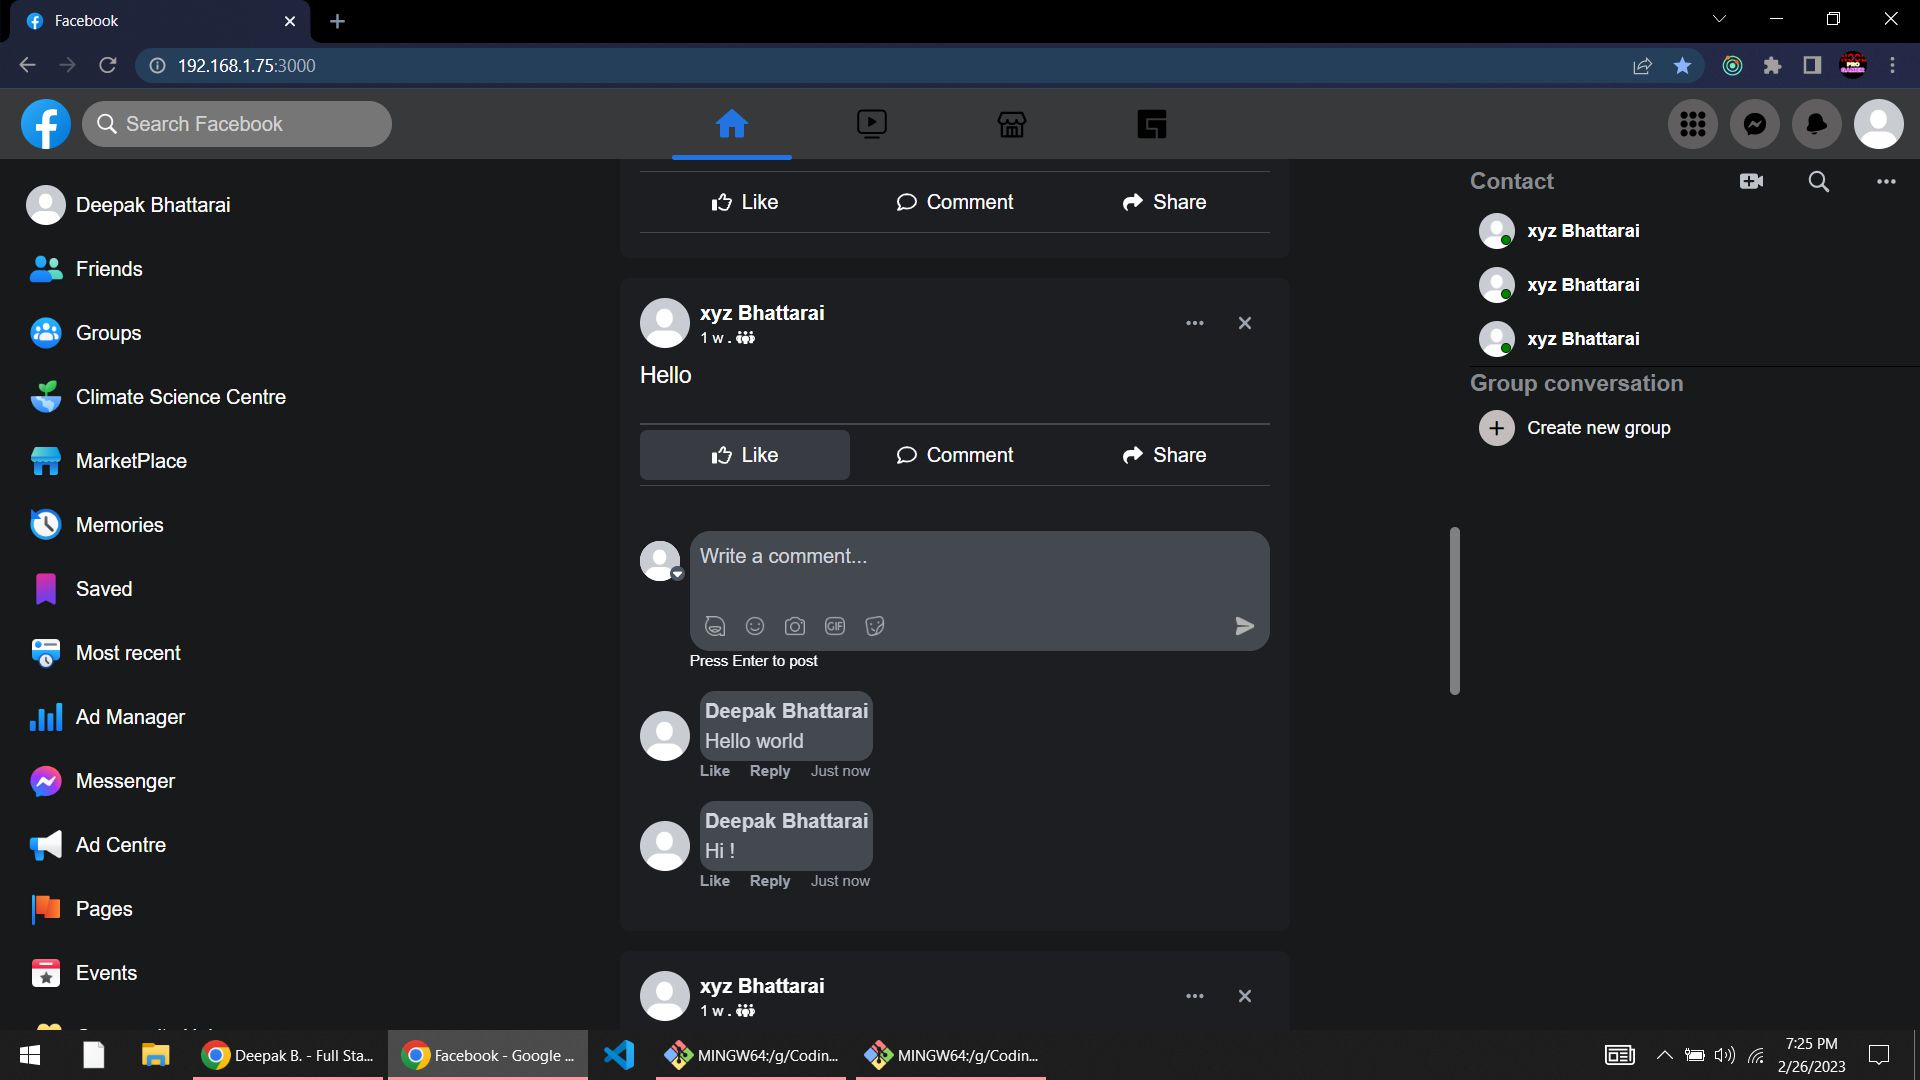 Facebook
192.168.1.75:3000
Search Facebook
Deepak Bhattarai
Friends
Groups
Climate Science Centre
MarketPlace
Memories
Saved
Most recent
Ad Manager
Messenger
Ad Centre
Pages
Events
Like Comment Share
xyz Bhattarai
1 w .
Hello
Like Comment Share
Write a comment...
GIF
Press Enter to post
Deepak Bhattarai
Hello world
Like Reply Just now
Deepak Bhattarai
Hi !
Like Reply Just now
xyz Bhattarai
1 w .
Contact
xyz Bhattarai
xyz Bhattarai
xyz Bhattarai
Group conversation
Create new group
Deepak B. - Full Sta...
Facebook - Google ...
MINGW64:/g/Codin...
MINGW64:/g/Codin...
7:25 PM
2/26/2023